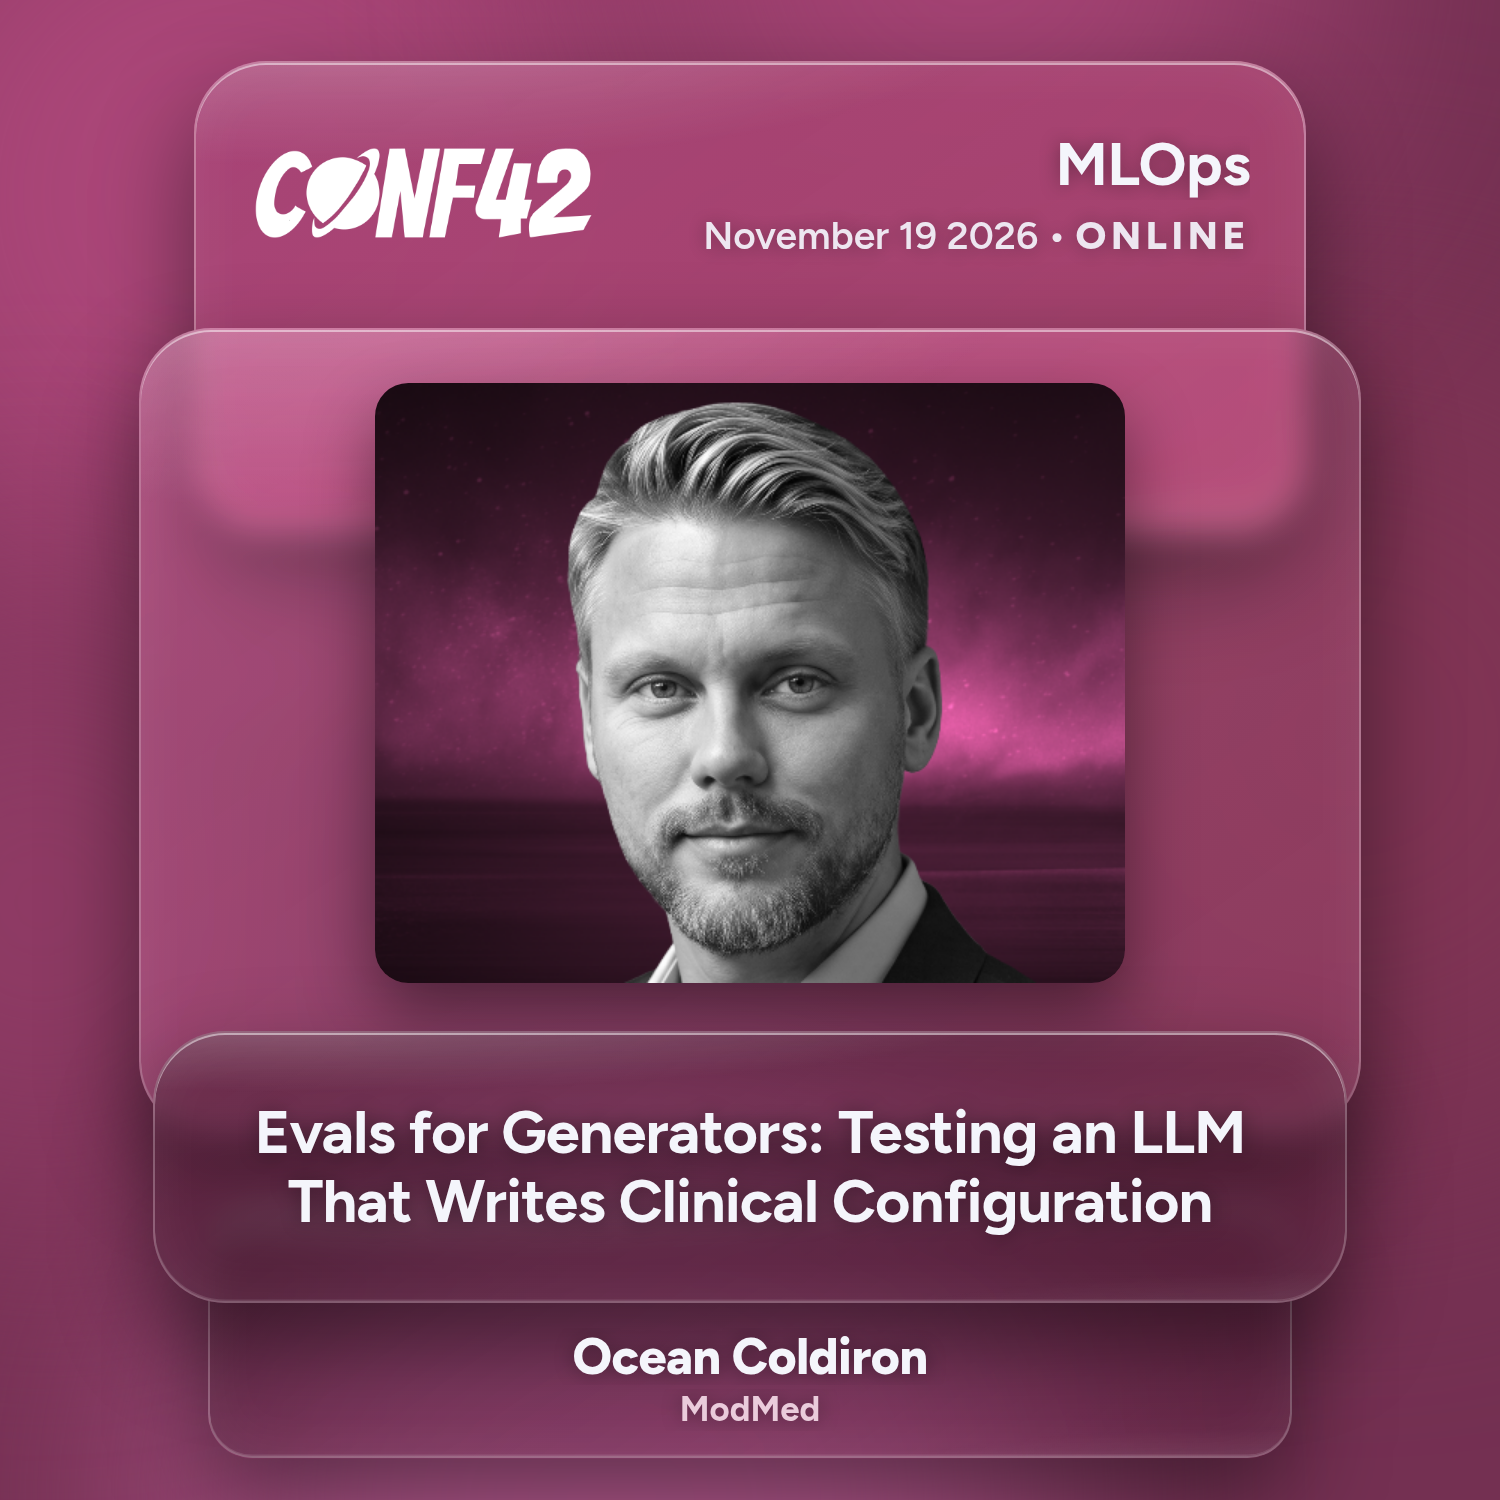 CONF42
MLOps
November 19 2026 • ONLINE
Evals for Generators: Testing an LLM
That Writes Clinical Configuration
Ocean Coldiron
ModMed